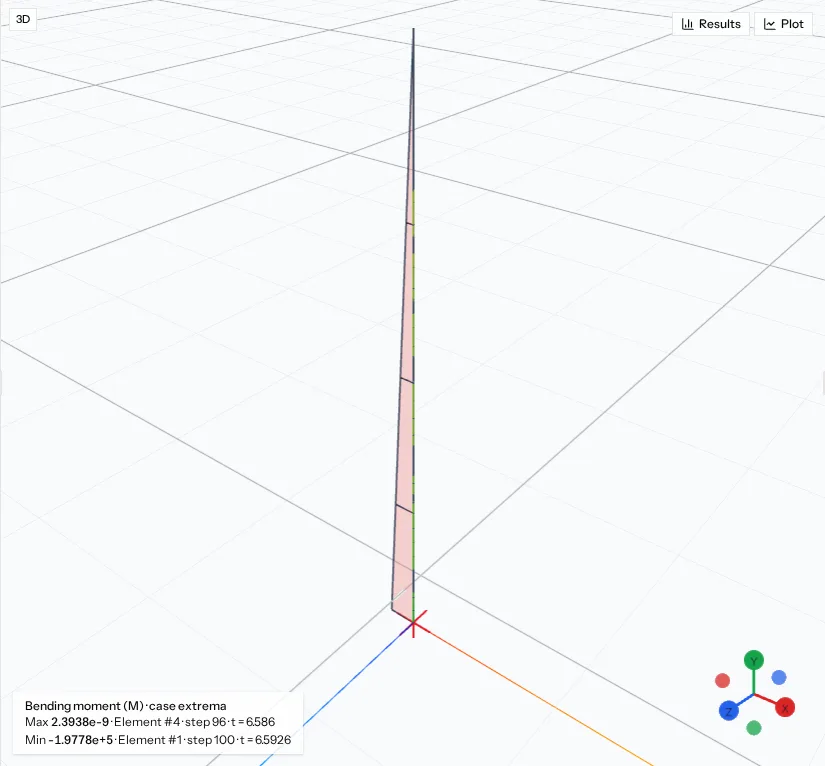 3D
Results
Plot
Y
Z
X
Bending moment (M) · case extrema
Max 2.3938e-9 · Element #4 · step 96 · t = 6.586
Min -1.9778e+5 · Element #1 · step 100 · t = 6.5926